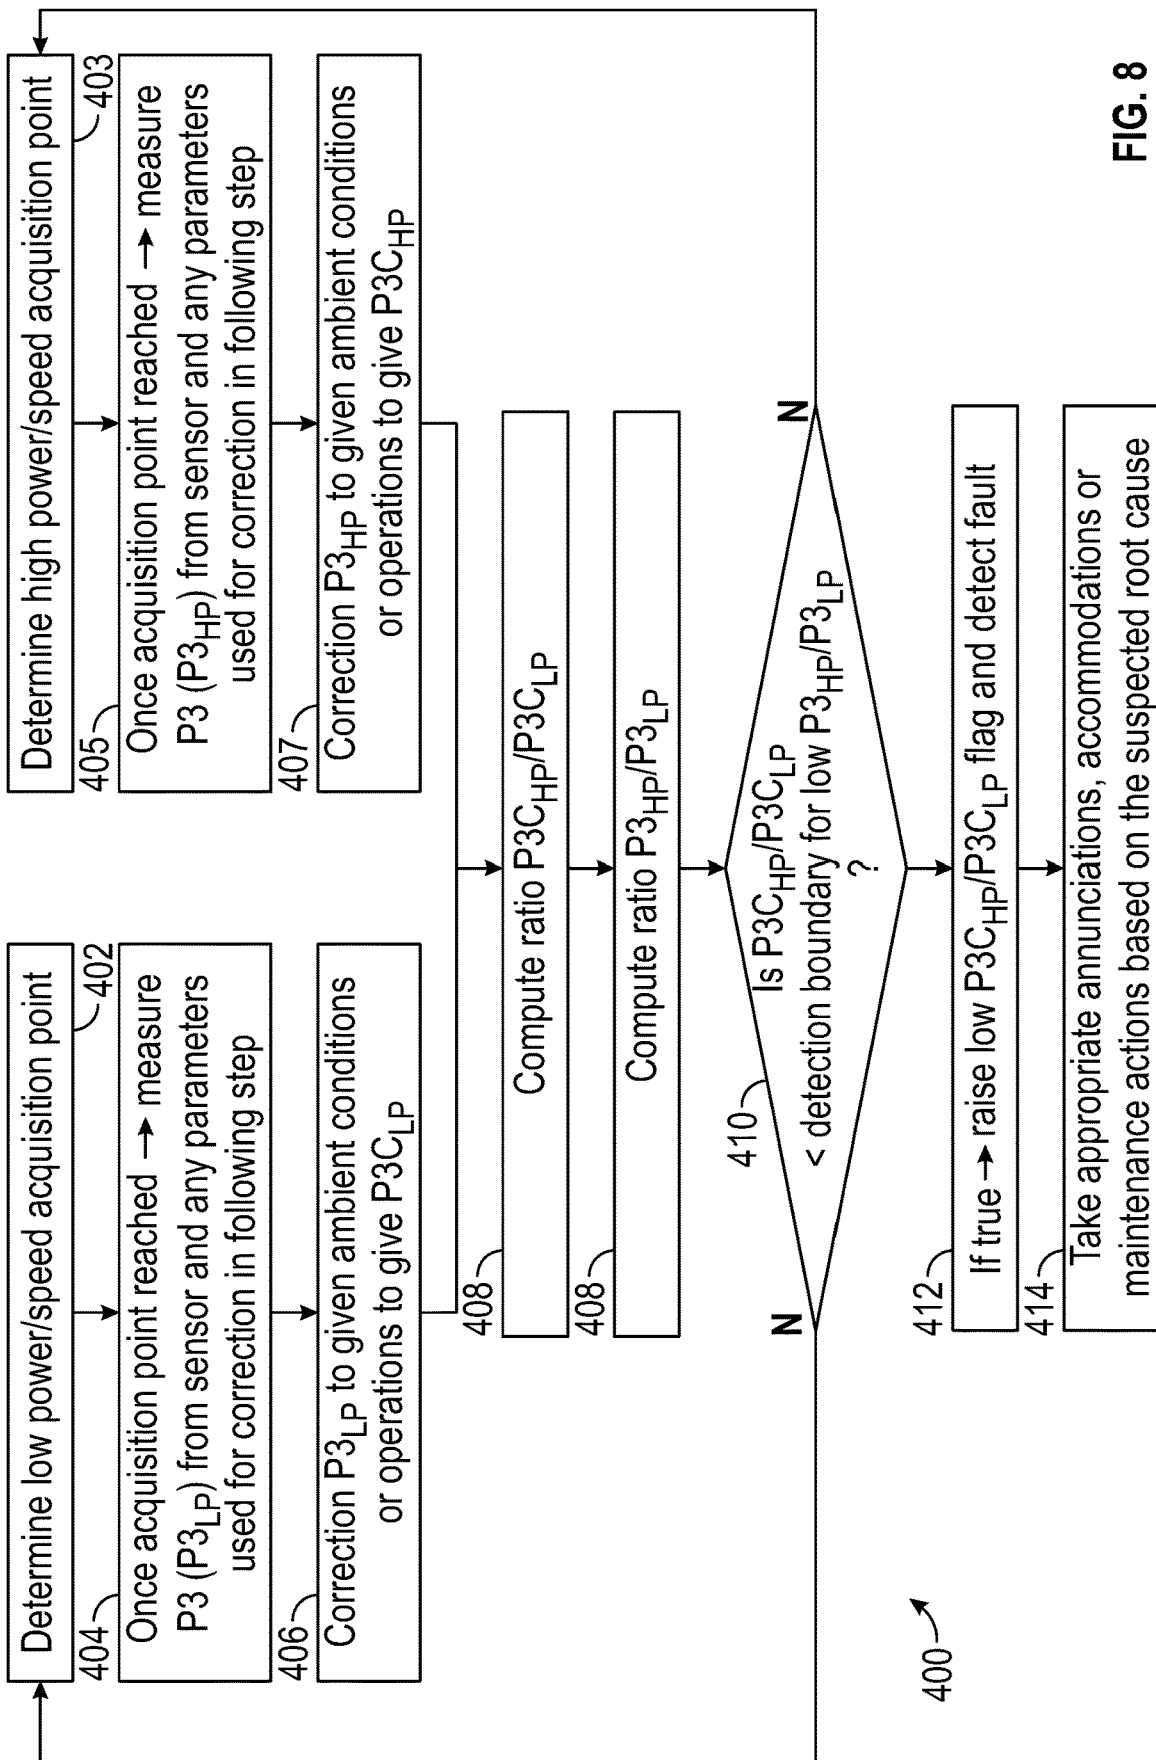 Determine low power/speed acquisition point
402
404
Once acquisition point reached → measure
P3 (P3LP) from sensor and any parameters
used for correction in following step
406
Correction P3LP to given ambient conditions
or operations to give P3CLP
Determine high power/speed acquisition point
403
405
Once acquisition point reached → measure
P3 (P3HP) from sensor and any parameters
used for correction in following step
407
Correction P3HP to given ambient conditions
or operations to give P3CHP
408
Compute ratio P3CHP/P3CLP
408
Compute ratio P3HP/P3LP
410
N
N
Is P3CHP/P3CLP
< detection boundary for low P3HP/P3LP
?
412
If true → raise low P3CHP/P3CLP flag and detect fault
414
Take appropriate annunciations, accommodations or
maintenance actions based on the suspected root cause
400
FIG. 8